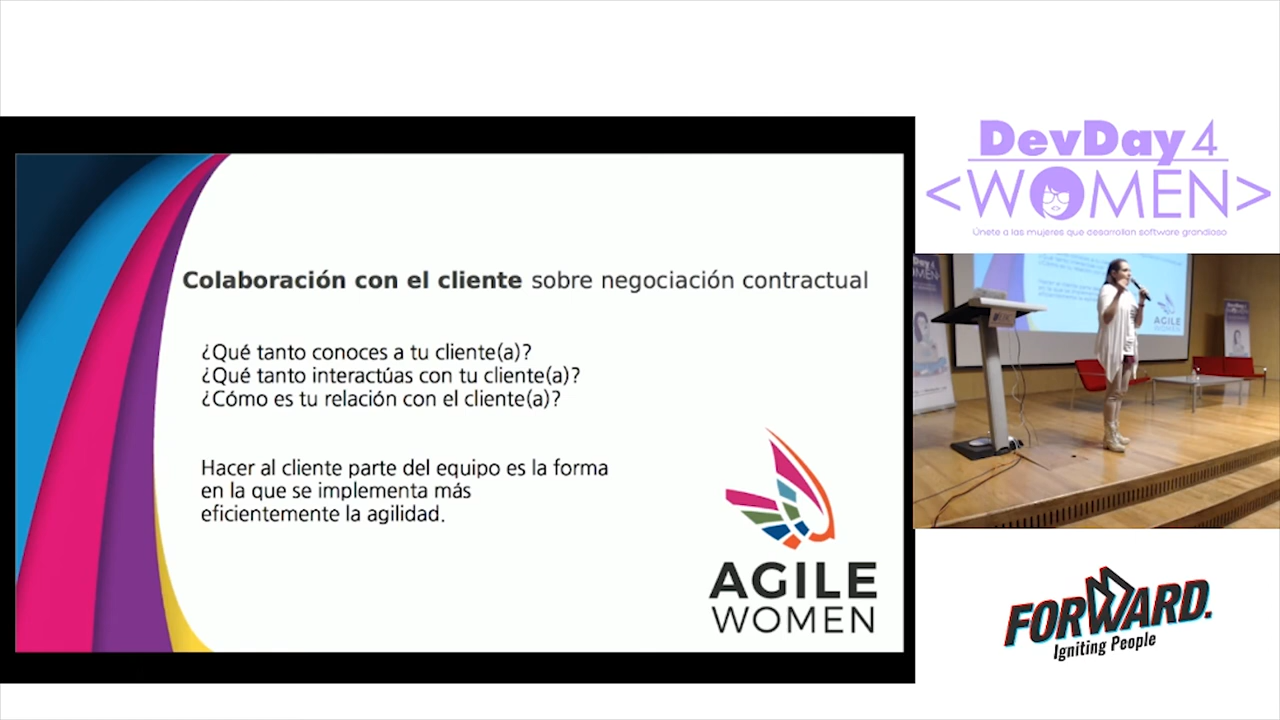 Colaboración con el cliente sobre negociación contractual
¿Qué tanto conoces a tu cliente(a)?
¿Qué tanto interactúas con tu cliente(a)?
¿Cómo es tu relación con el cliente(a)?
Hacer al cliente parte del equipo es la forma
en la que se implementa más
eficientemente la agilidad.
AGILE
WOMEN
DevDay4
<WOMEN>
Únete a las mujeres que desarrollan software grandioso
AGILE
WOMEN
FORWARD.
Igniting People